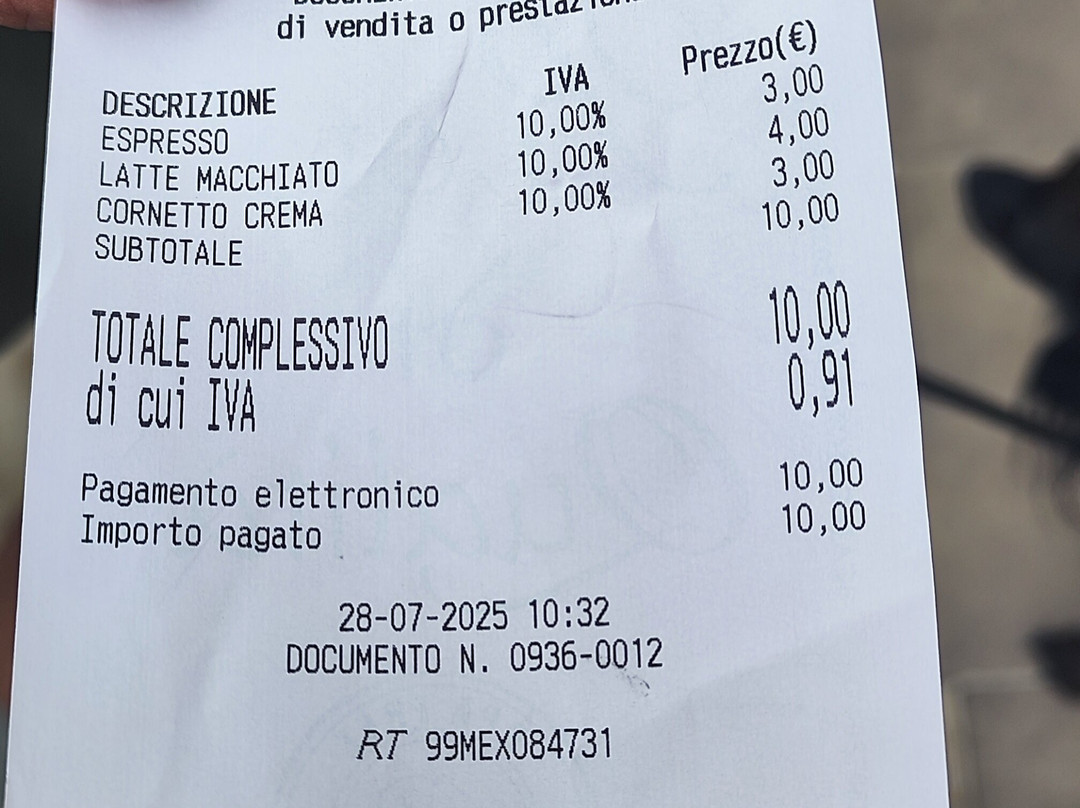 di vendita o prestazione
DESCRIZIONE IVA Prezzo(€)
ESPRESSO 10,00% 3,00
LATTE MACCHIATO 10,00% 4,00
CORNETTO CREMA 10,00% 3,00
SUBTOTALE 10,00
TOTALE COMPLESSIVO 10,00
di cui IVA 0,91
Pagamento elettronico 10,00
Importo pagato 10,00
28-07-2025 10:32
DOCUMENTO N. 0936-0012
RT 99MEX084731